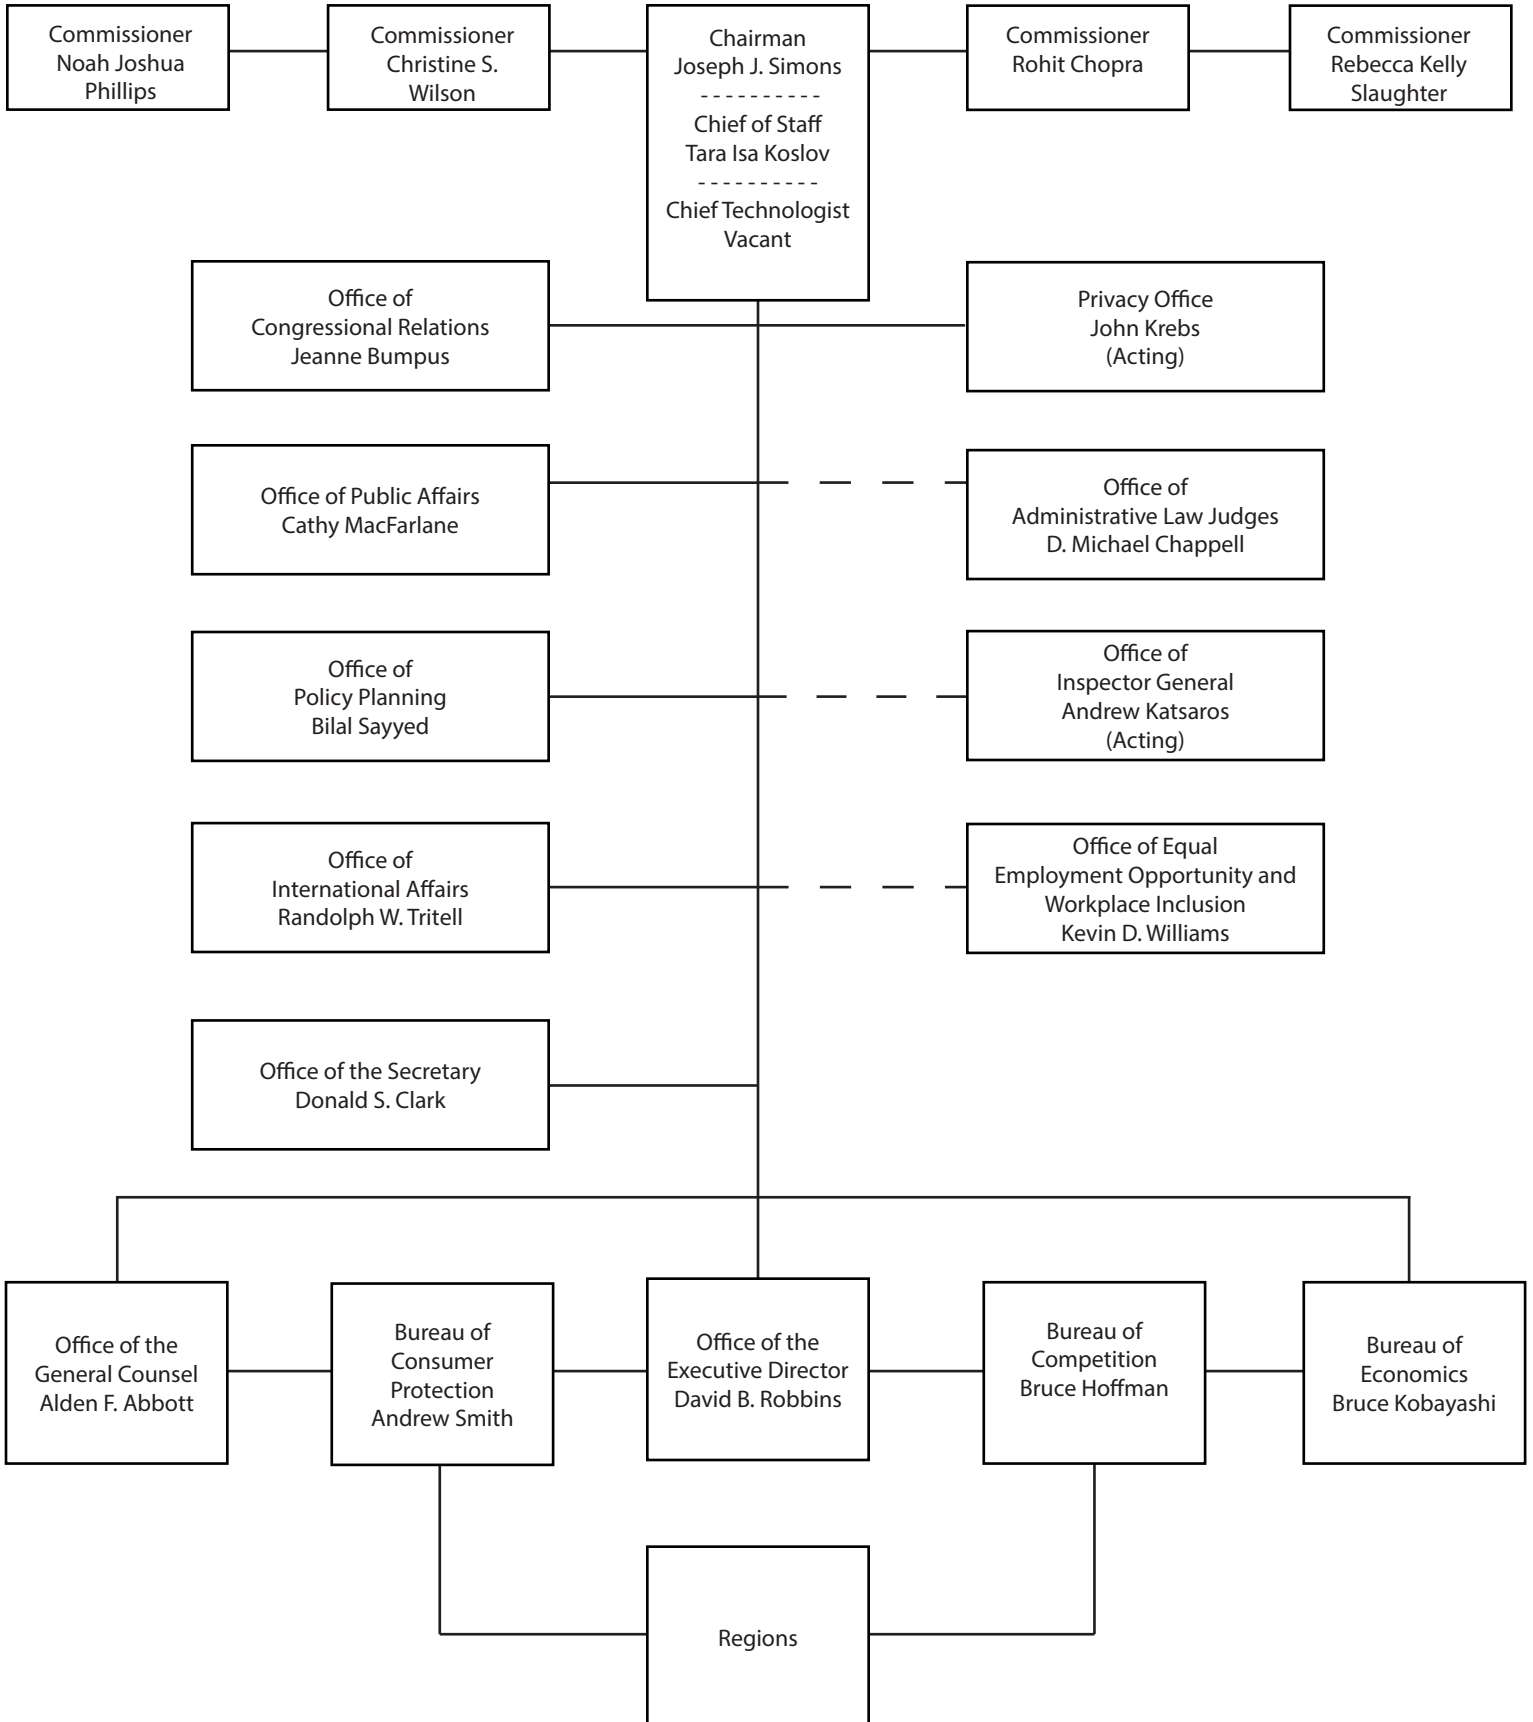 Commissioner
Noah Joshua
Phillips
Commissioner
Christine S.
Wilson
Chairman
Joseph J. Simons
----------
Chief of Staff
Tara Isa Koslov
----------
Chief Technologist
Vacant
Commissioner
Rohit Chopra
Commissioner
Rebecca Kelly
Slaughter
Office of
Congressional Relations
Jeanne Bumpus
Privacy Office
John Krebs
(Acting)
Office of Public Affairs
Cathy MacFarlane
Office of
Administrative Law Judges
D. Michael Chappell
Office of
Policy Planning
Bilal Sayyed
Office of
Inspector General
Andrew Katsaros
(Acting)
Office of
International Affairs
Randolph W. Tritell
Office of Equal
Employment Opportunity and
Workplace Inclusion
Kevin D. Williams
Office of the Secretary
Donald S. Clark
Office of the
General Counsel
Alden F. Abbott
Bureau of
Consumer
Protection
Andrew Smith
Office of the
Executive Director
David B. Robbins
Bureau of
Competition
Bruce Hoffman
Bureau of
Economics
Bruce Kobayashi
Regions